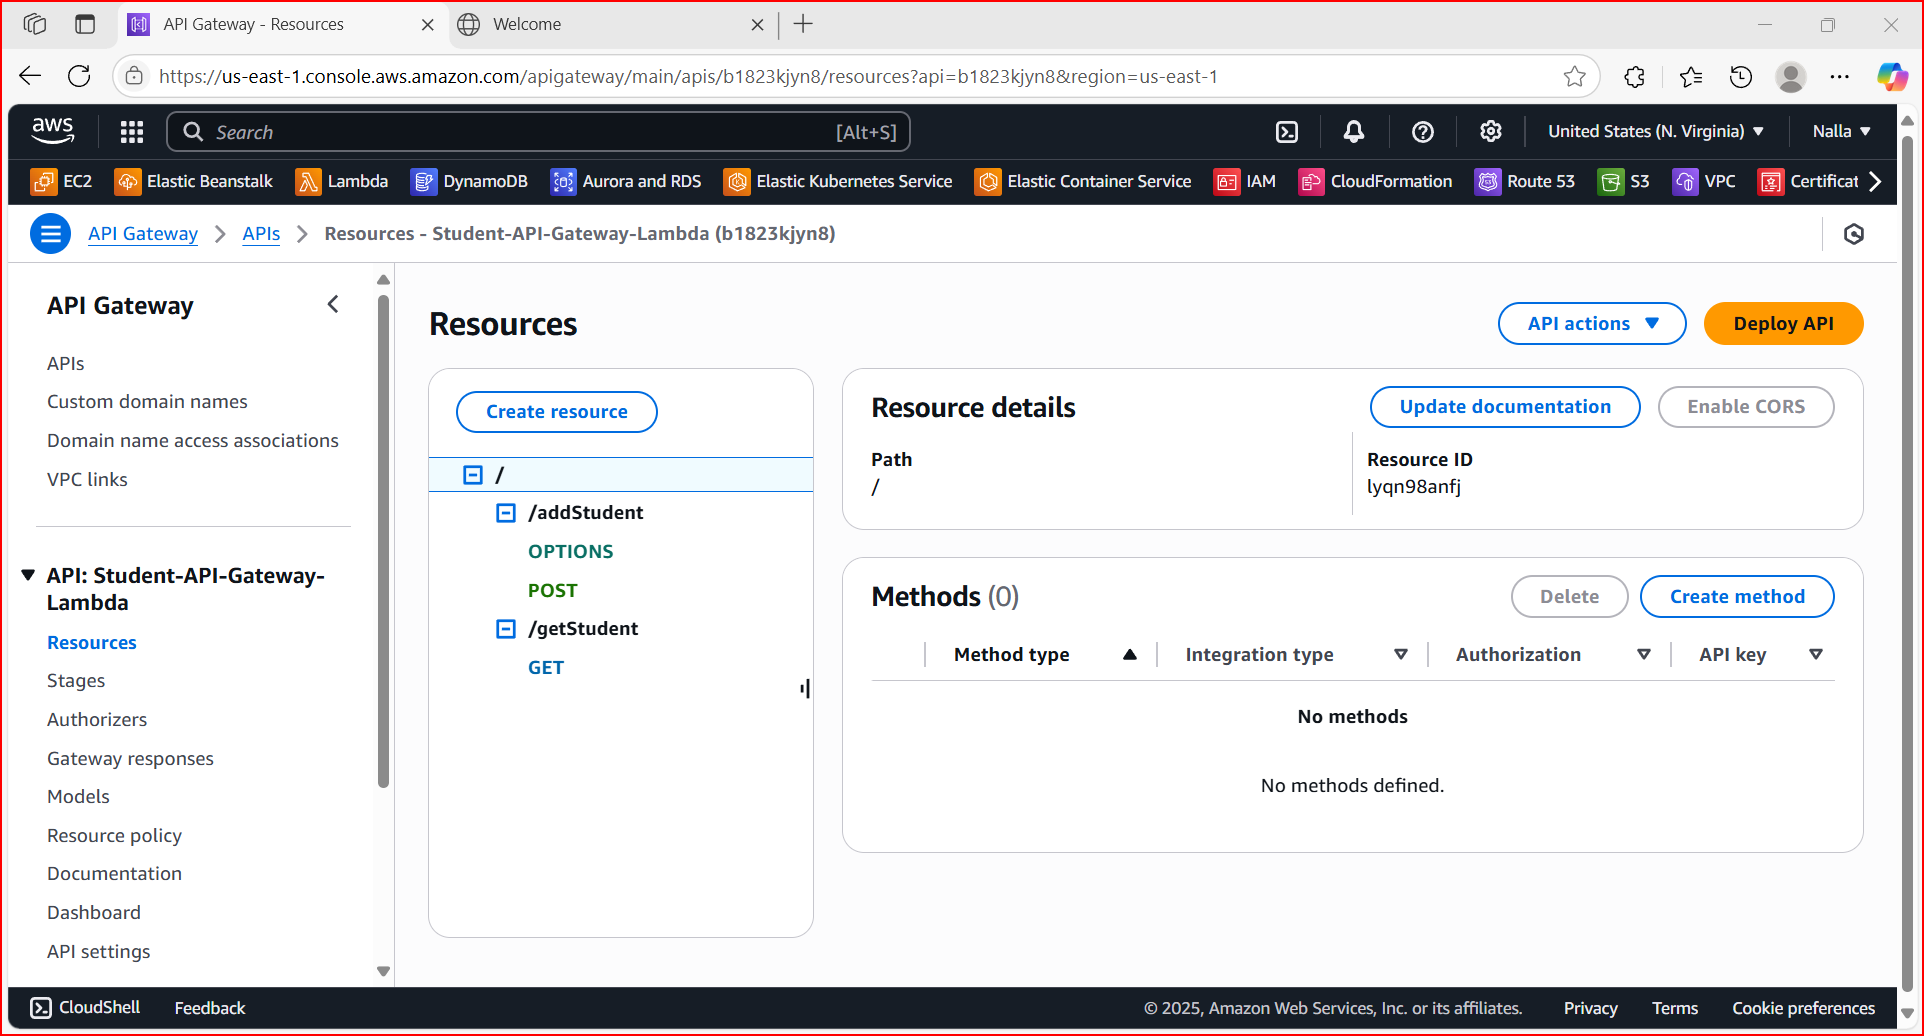 API Gateway - Resources
Welcome
https://us-east-1.console.aws.amazon.com/apigateway/main/apis/b1823kjyn8/resources?api=b1823kjyn8&region=us-east-1
aws
Search [Alt+S]
United States (N. Virginia)
Nalla
EC2 Elastic Beanstalk Lambda DynamoDB Aurora and RDS Elastic Kubernetes Service Elastic Container Service IAM CloudFormation Route 53 S3 VPC Certificat
API Gateway APIs Resources - Student-API-Gateway-Lambda (b1823kjyn8)
API Gateway
APIs
Custom domain names
Domain name access associations
VPC links
API: Student-API-Gateway-
Lambda
Resources
Stages
Authorizers
Gateway responses
Models
Resource policy
Documentation
Dashboard
API settings
Resources
API actions
Deploy API
Create resource
/
/addStudent
OPTIONS
POST
/getStudent
GET
Resource details
Update documentation
Enable CORS
Path
/
Resource ID
lyqn98anfj
Methods (0)
Delete
Create method
Method type Integration type Authorization API key
No methods
No methods defined.
CloudShell Feedback
© 2025, Amazon Web Services, Inc. or its affiliates. Privacy Terms Cookie preferences